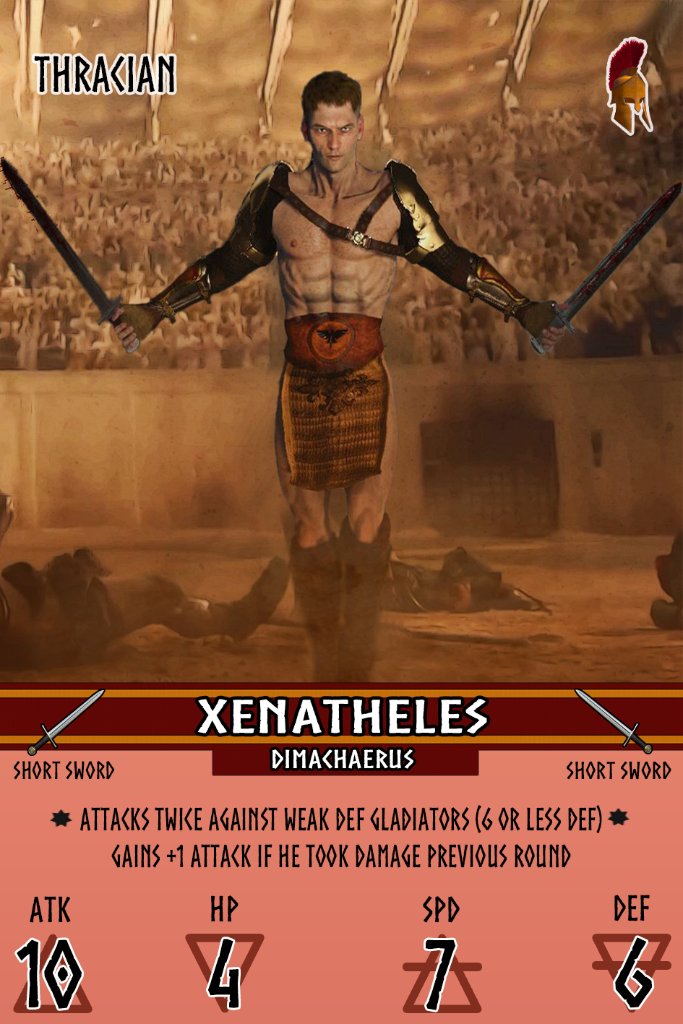 THRACIAN
XENATHELES
DIMACHAERUS
SHORT SWORD
SHORT SWORD
ATTACKS TWICE AGAINST WEAK DEF GLADIATORS (6 OR LESS DEF)
GAINS +1 ATTACK IF HE TOOK DAMAGE PREVIOUS ROUND
ATK HP SPD DEF
10 4 7 6